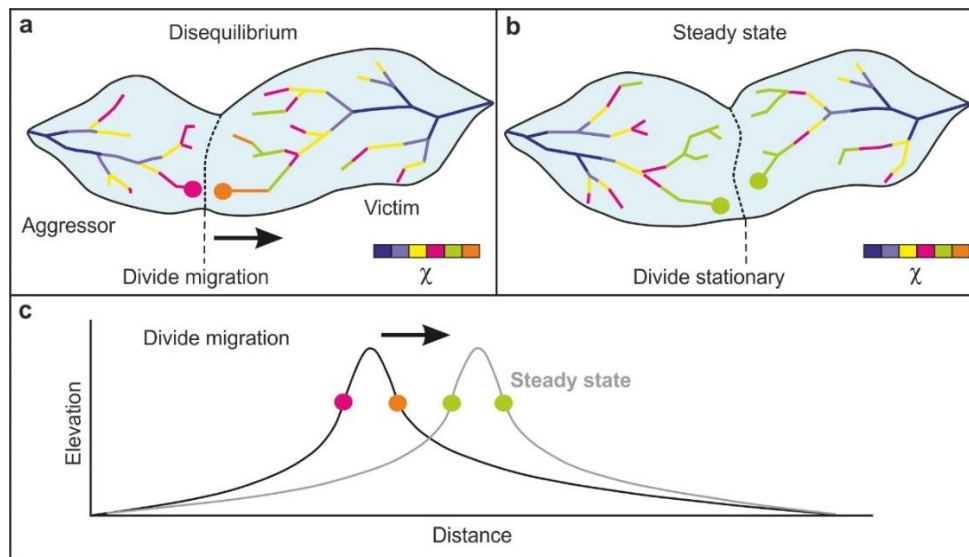 a
Disequilibrium
Aggressor
Victim
Divide migration
χ
b
Steady state
Divide stationary
χ
c
Divide migration
Steady state
Elevation
Distance